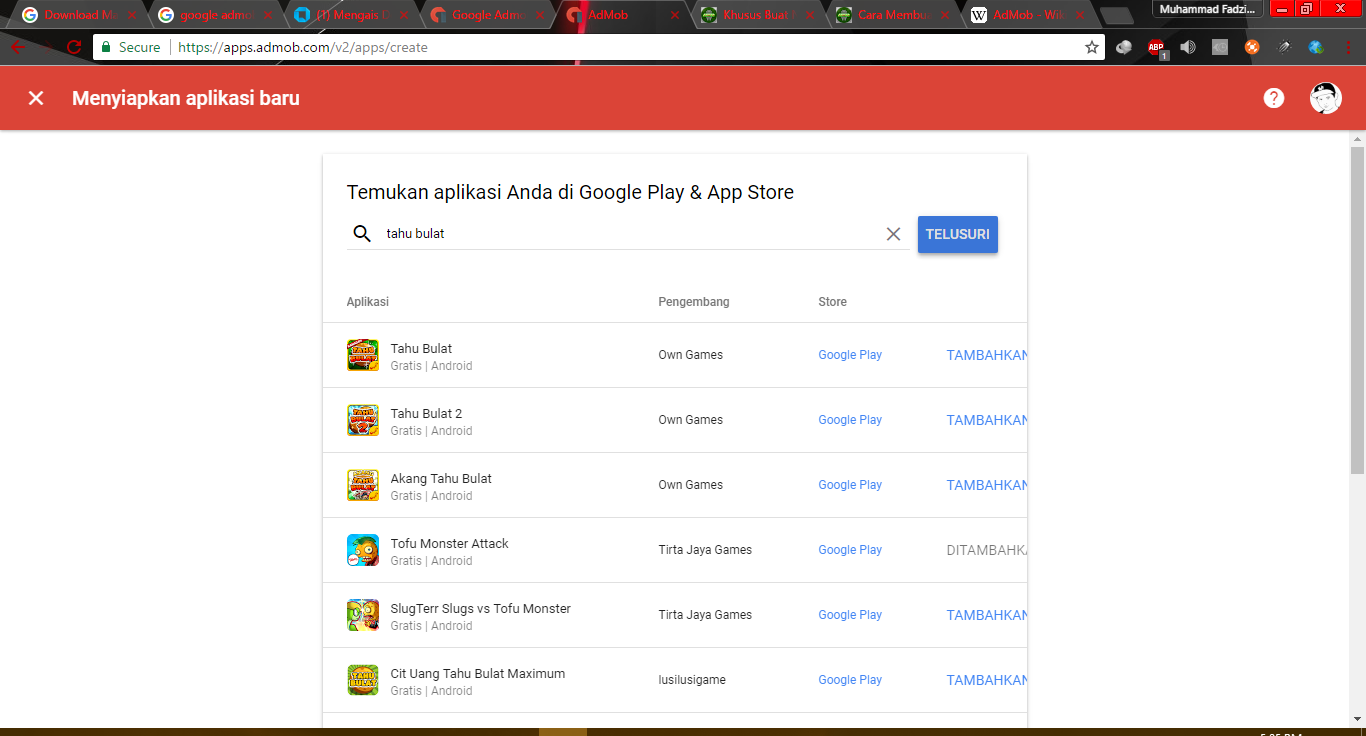 Download Ma
google admo
(1) Mengais D
Google Admo
AdMob
Khusus Buat
Cara Membua
AdMob - Wik
Muhammad Fadzi...
Secure
https://apps.admob.com/v2/apps/create
ABP
1
Menyiapkan aplikasi baru
Temukan aplikasi Anda di Google Play & App Store
tahu bulat
TELUSURI
Aplikasi Pengembang Store
Tahu Bulat
Gratis | Android
Own Games
Google Play
TAMBAHKAN
Tahu Bulat 2
Gratis | Android
Own Games
Google Play
TAMBAHKAN
Akang Tahu Bulat
Gratis | Android
Own Games
Google Play
TAMBAHKAN
Tofu Monster Attack
Gratis | Android
Tirta Jaya Games
Google Play
DITAMBAHKA
SlugTerr Slugs vs Tofu Monster
Gratis | Android
Tirta Jaya Games
Google Play
TAMBAHKAN
Cit Uang Tahu Bulat Maximum
Gratis | Android
lusilusigame
Google Play
TAMBAHKAN